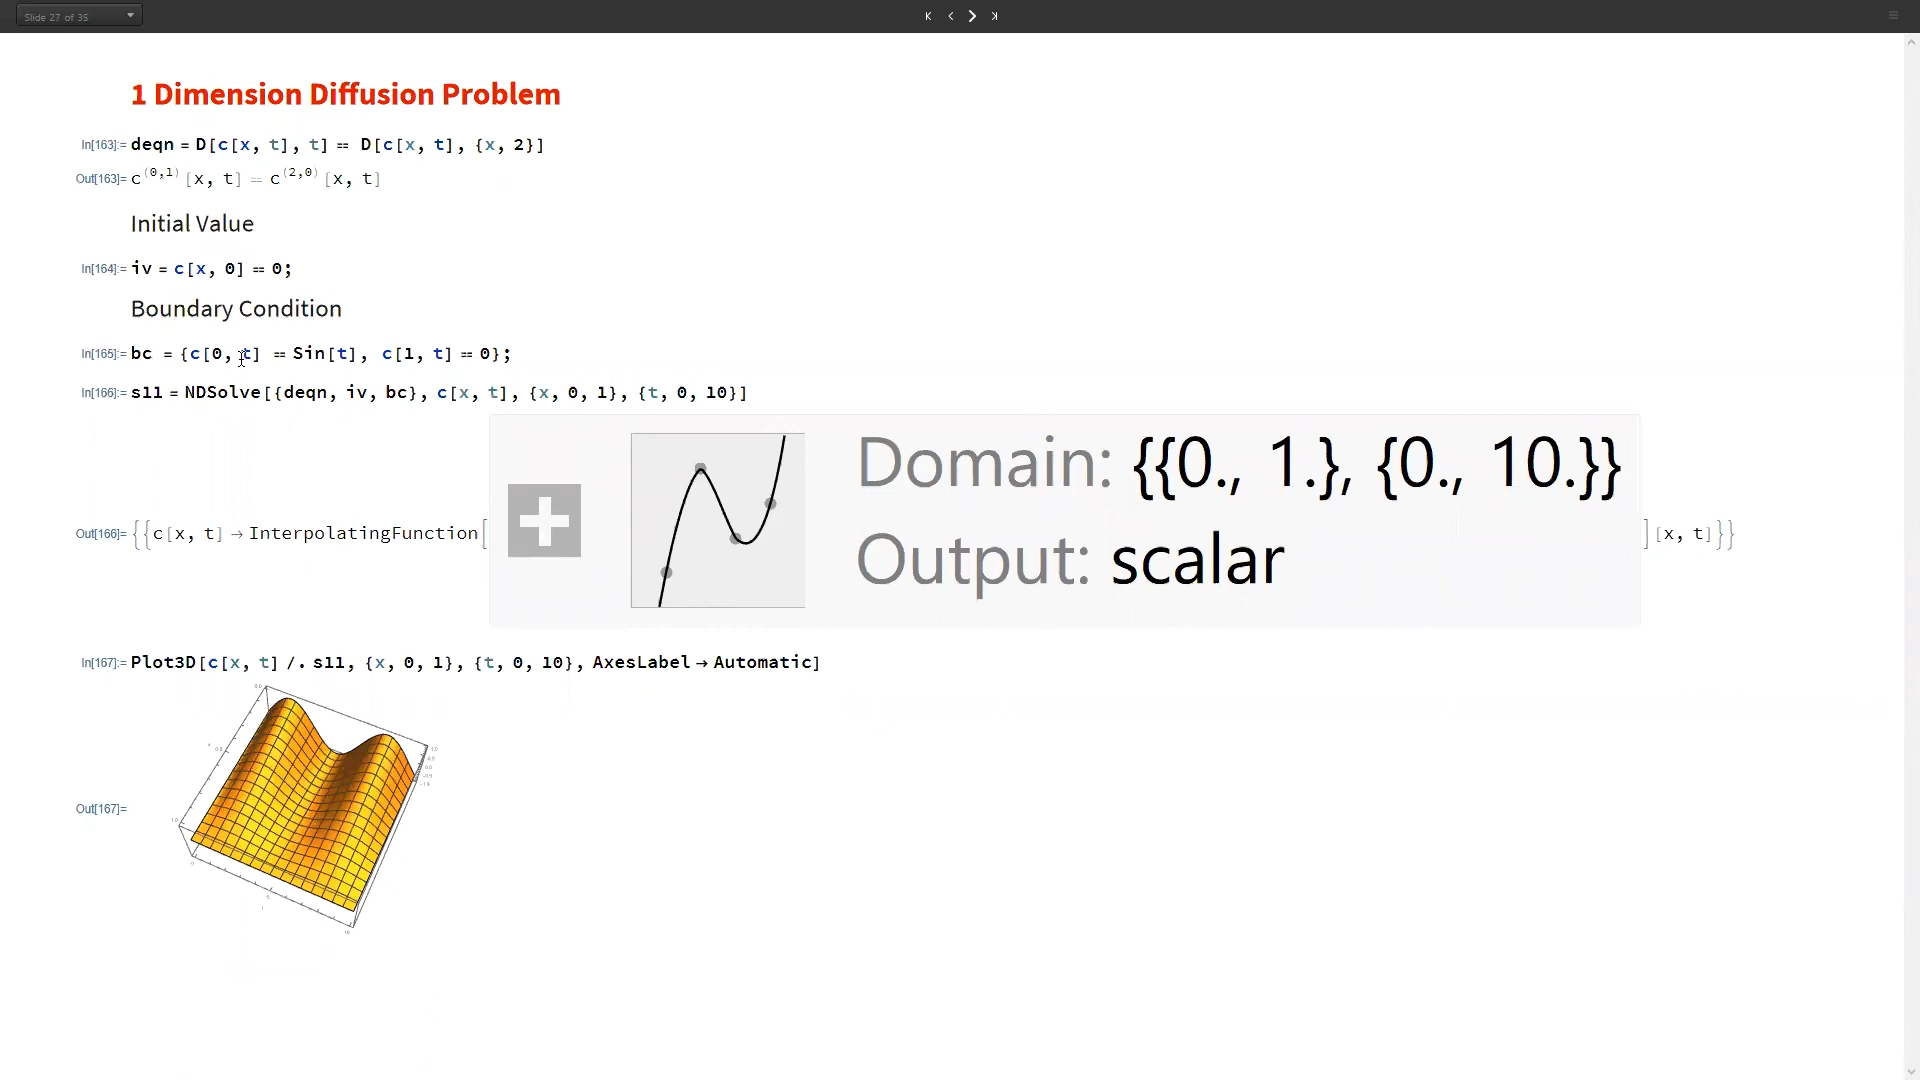 Slide 27 of 35
1 Dimension Diffusion Problem
In[163]:= deqn = D[c[x, t], t] == D[c[x, t], {x, 2}]
Out[163]= c^(0,1)[x, t] == c^(2,0)[x, t]
Initial Value
In[164]:= iv = c[x, 0] == 0;
Boundary Condition
In[165]:= bc = {c[0, t] == Sin[t], c[1, t] == 0};
In[166]:= s11 = NDSolve[{deqn, iv, bc}, c[x, t], {x, 0, 1}, {t, 0, 10}]
Domain: {{0., 1.}, {0., 10.}}
Out[166]= {{c[x, t] → InterpolatingFunction[ ][x, t]}}
Output: scalar
In[167]:= Plot3D[c[x, t] /. s11, {x, 0, 1}, {t, 0, 10}, AxesLabel → Automatic]
Out[167]=